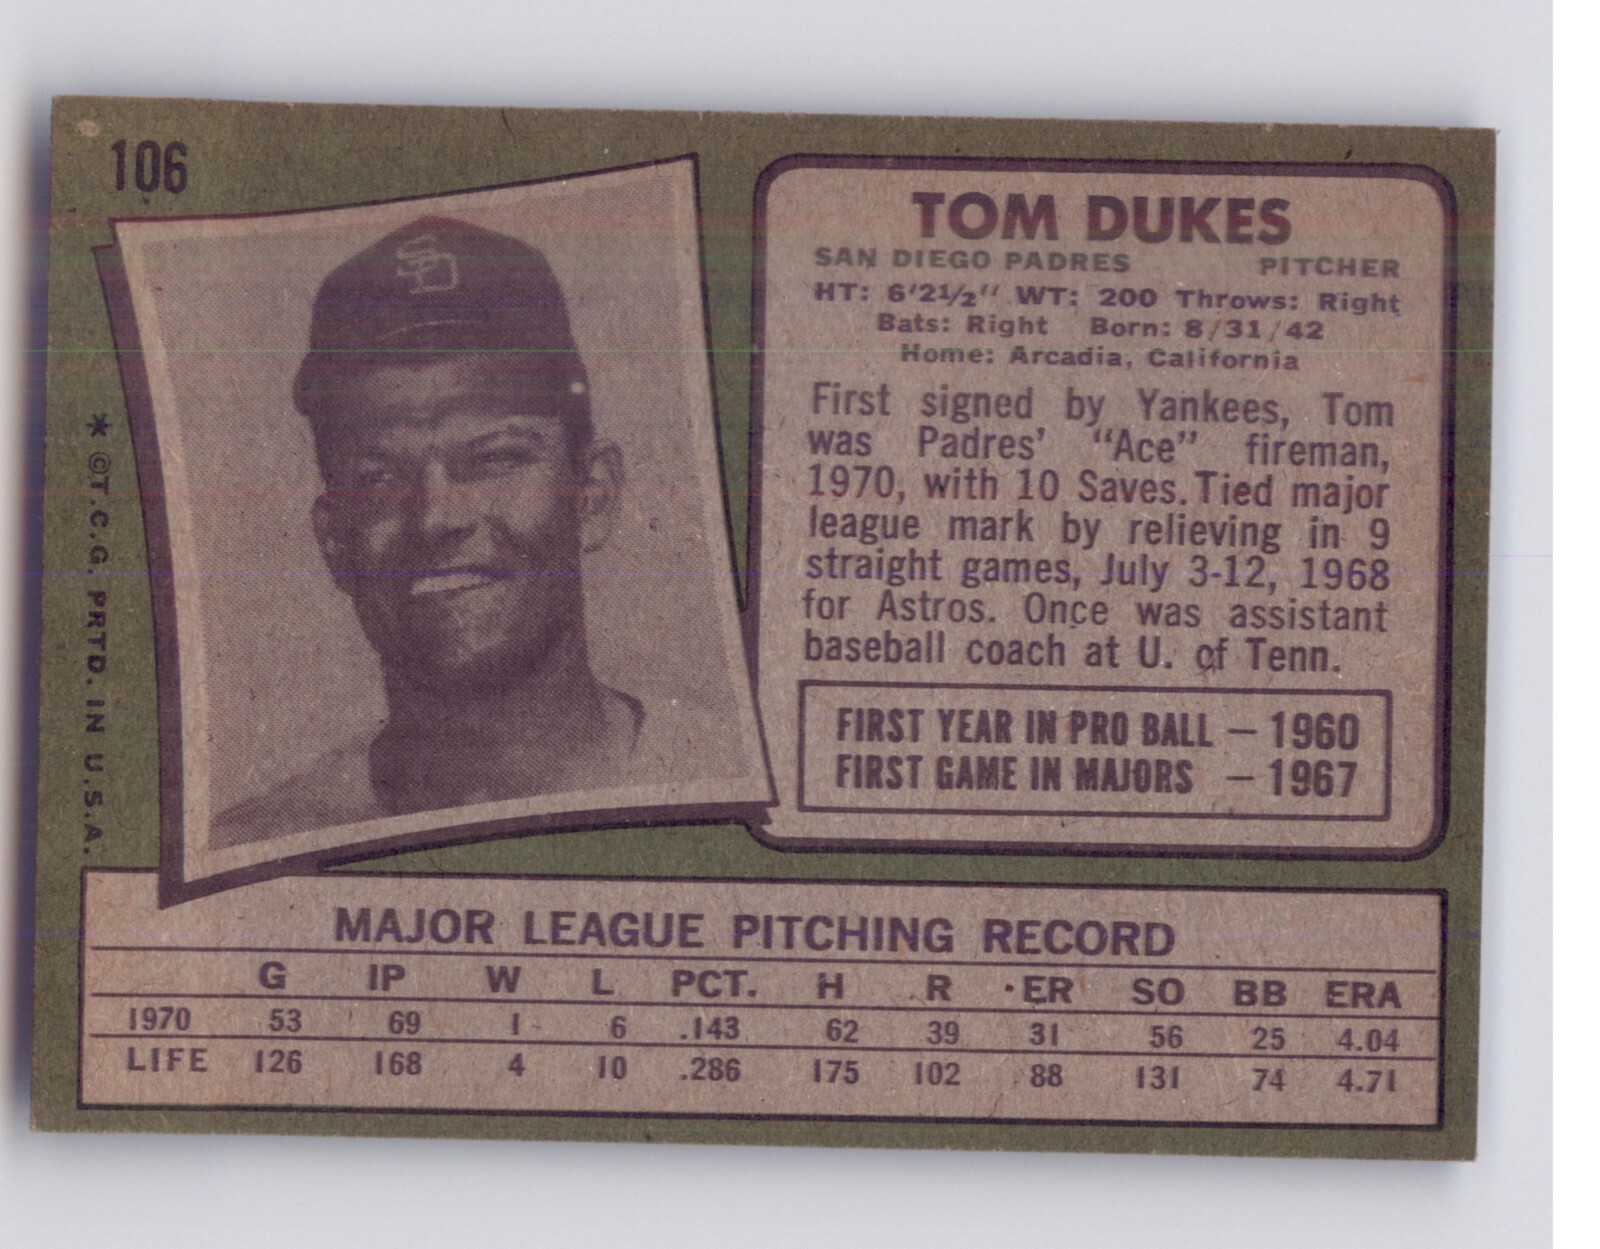 106
SD
TOM DUKES
SAN DIEGO PADRES PITCHER
HT: 6'2½" WT: 200 Throws: Right
Bats: Right Born: 8/31/42
Home: Arcadia, California
First signed by Yankees, Tom
was Padres' "Ace" fireman,
1970, with 10 Saves. Tied major
league mark by relieving in 9
straight games, July 3-12, 1968
for Astros. Once was assistant
baseball coach at U. of Tenn.
FIRST YEAR IN PRO BALL — 1960
FIRST GAME IN MAJORS — 1967
* ©T.C.G. PRTD. IN U.S.A.
MAJOR LEAGUE PITCHING RECORD
G IP W L PCT. H R ER SO BB ERA
1970 53 69 1 6 .143 62 39 31 56 25 4.04
LIFE 126 168 4 10 .286 175 102 88 131 74 4.71